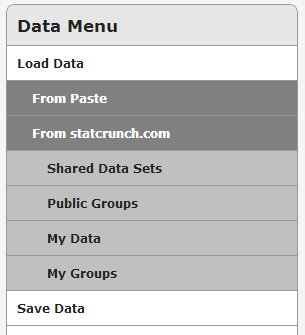 Data Menu
Load Data
From Paste
From statcrunch.com
Shared Data Sets
Public Groups
My Data
My Groups
Save Data